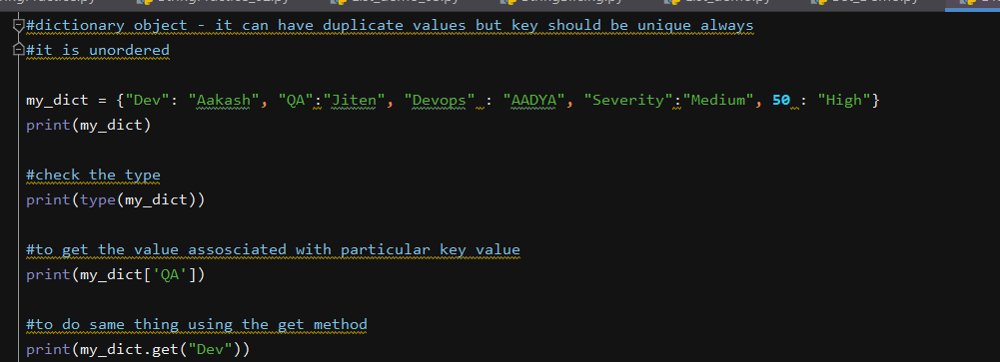 #dictionary object - it can have duplicate values but key should be unique always
#it is unordered
my_dict = {"Dev": "Aakash", "QA":"Jiten", "Devops" : "AADYA", "Severity":"Medium", 50 : "High"}
print(my_dict)
#check the type
print(type(my_dict))
#to get the value assosciated with particular key value
print(my_dict['QA'])
#to do same thing using the get method
print(my_dict.get("Dev"))